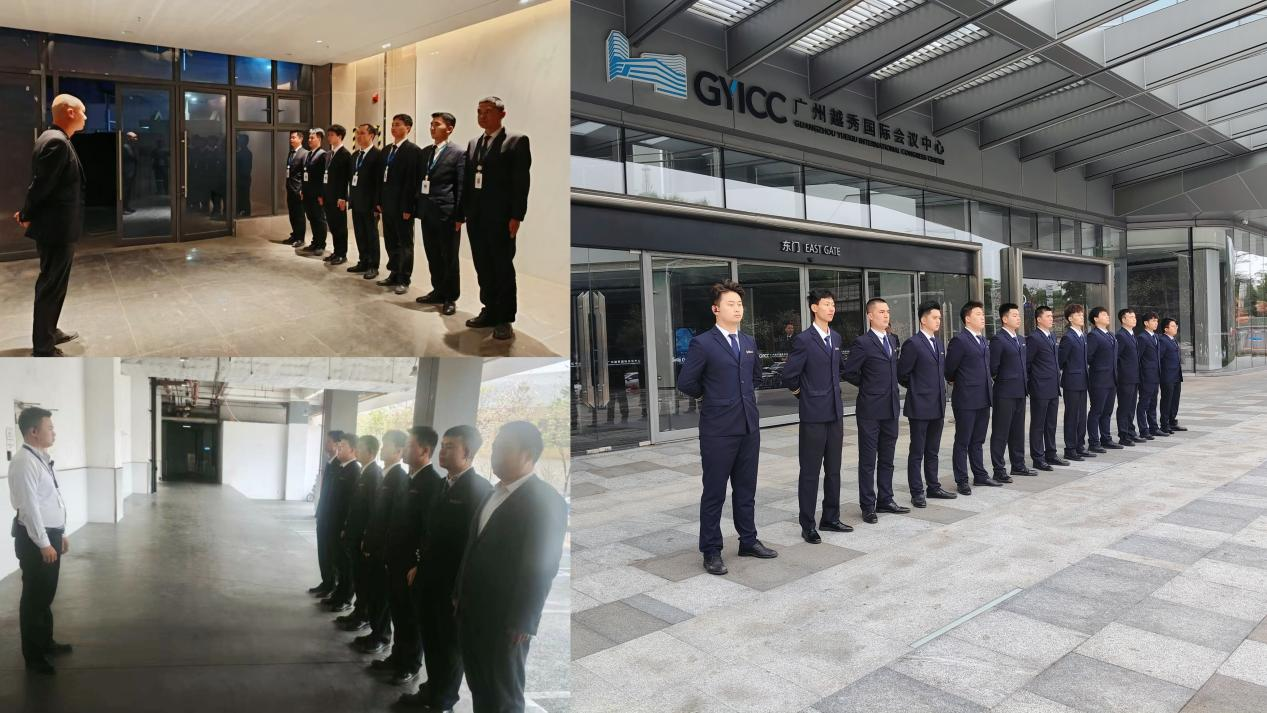 GYICC
广州越秀国际会议中心
GUANGZHOU YUEXIU INTERNATIONAL CONGRESS CENTER
东门 EAST GATE